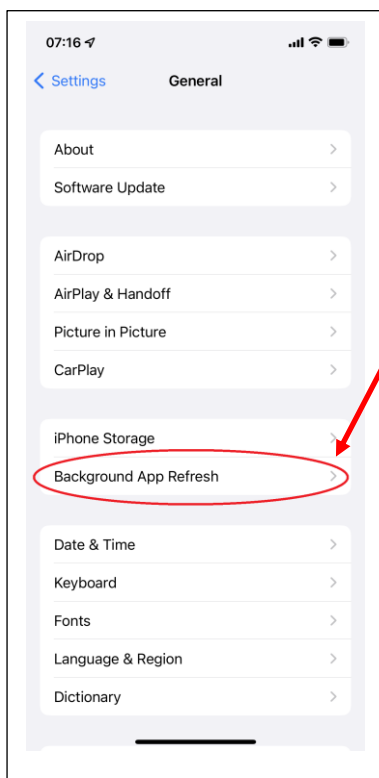 07:16
Settings
General
About
Software Update
AirDrop
AirPlay & Handoff
Picture in Picture
CarPlay
iPhone Storage
Background App Refresh
Date & Time
Keyboard
Fonts
Language & Region
Dictionary